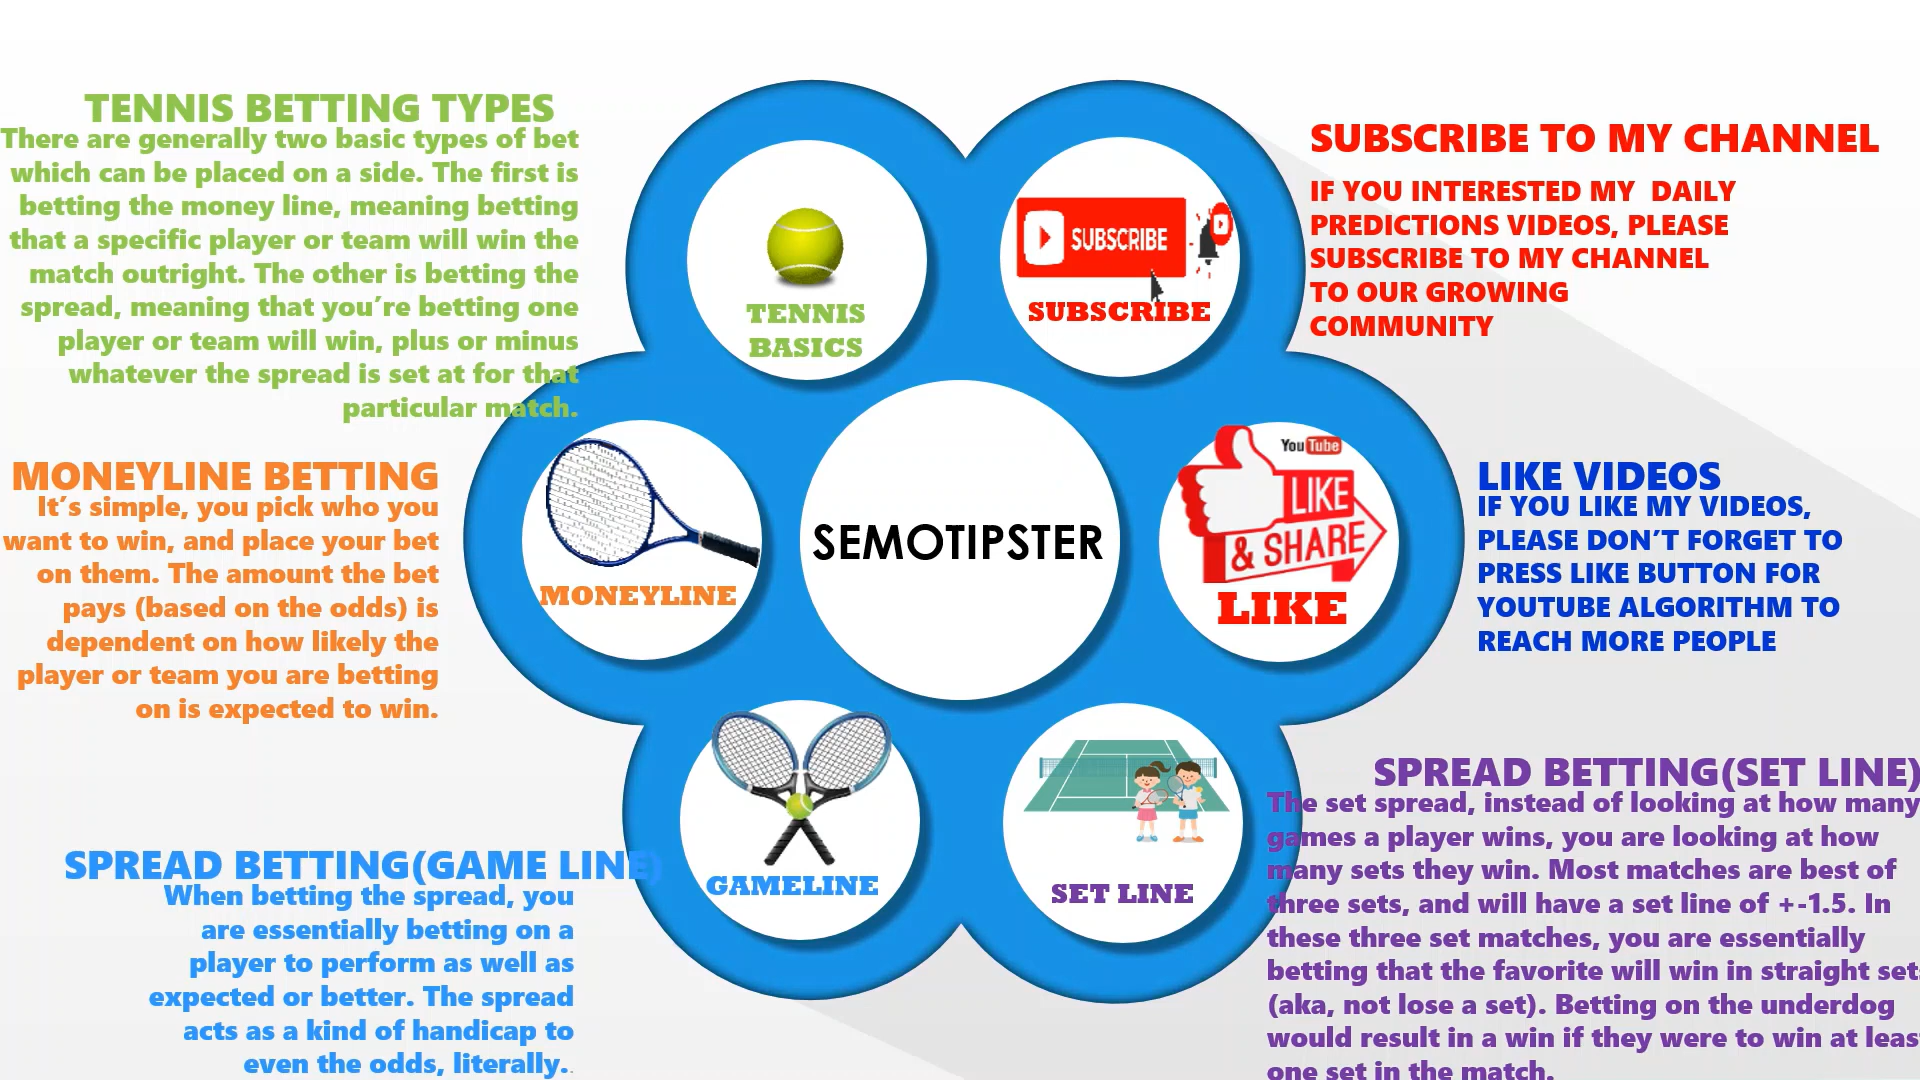 TENNIS BETTING TYPES
There are generally two basic types of bet
which can be placed on a side. The first is
betting the money line, meaning betting
that a specific player or team will win the
match outright. The other is betting the
spread, meaning that you're betting one
player or team will win, plus or minus
whatever the spread is set at for that
particular match.
MONEYLINE BETTING
It's simple, you pick who you
want to win, and place your bet
on them. The amount the bet
pays (based on the odds) is
dependent on how likely the
player or team you are betting
on is expected to win.
SPREAD BETTING(GAME LINE)
When betting the spread, you
are essentially betting on a
player to perform as well as
expected or better. The spread
acts as a kind of handicap to
even the odds, literally..
TENNIS
BASICS
SUBSCRIBE
SUBSCRIBE
MONEYLINE
SEMOTIPSTER
YouTube
LIKE
& SHARE
LIKE
GAMELINE
SET LINE
SUBSCRIBE TO MY CHANNEL
IF YOU INTERESTED MY  DAILY
PREDICTIONS VIDEOS, PLEASE
SUBSCRIBE TO MY CHANNEL
TO OUR GROWING
COMMUNITY
LIKE VIDEOS
IF YOU LIKE MY VIDEOS,
PLEASE DON'T FORGET TO
PRESS LIKE BUTTON FOR
YOUTUBE ALGORITHM TO
REACH MORE PEOPLE
SPREAD BETTING(SET LINE)
The set spread, instead of looking at how many
games a player wins, you are looking at how
many sets they win. Most matches are best of
three sets, and will have a set line of +-1.5. In
these three set matches, you are essentially
betting that the favorite will win in straight sets
(aka, not lose a set). Betting on the underdog
would result in a win if they were to win at least
one set in the match.